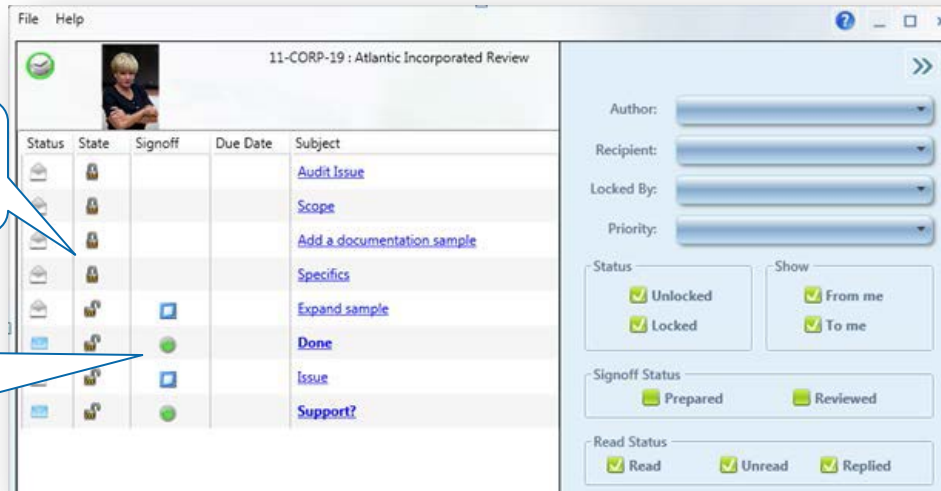 File Help
?
11-CORP-19 : Atlantic Incorporated Review
Status State Signoff Due Date Subject
Audit Issue
Scope
Add a documentation sample
Specifics
Expand sample
Done
Issue
Support?
Author:
Recipient:
Locked By:
Priority:
Status
Unlocked
Locked
Show
From me
To me
Signoff Status
Prepared Reviewed
Read Status
Read Unread Replied